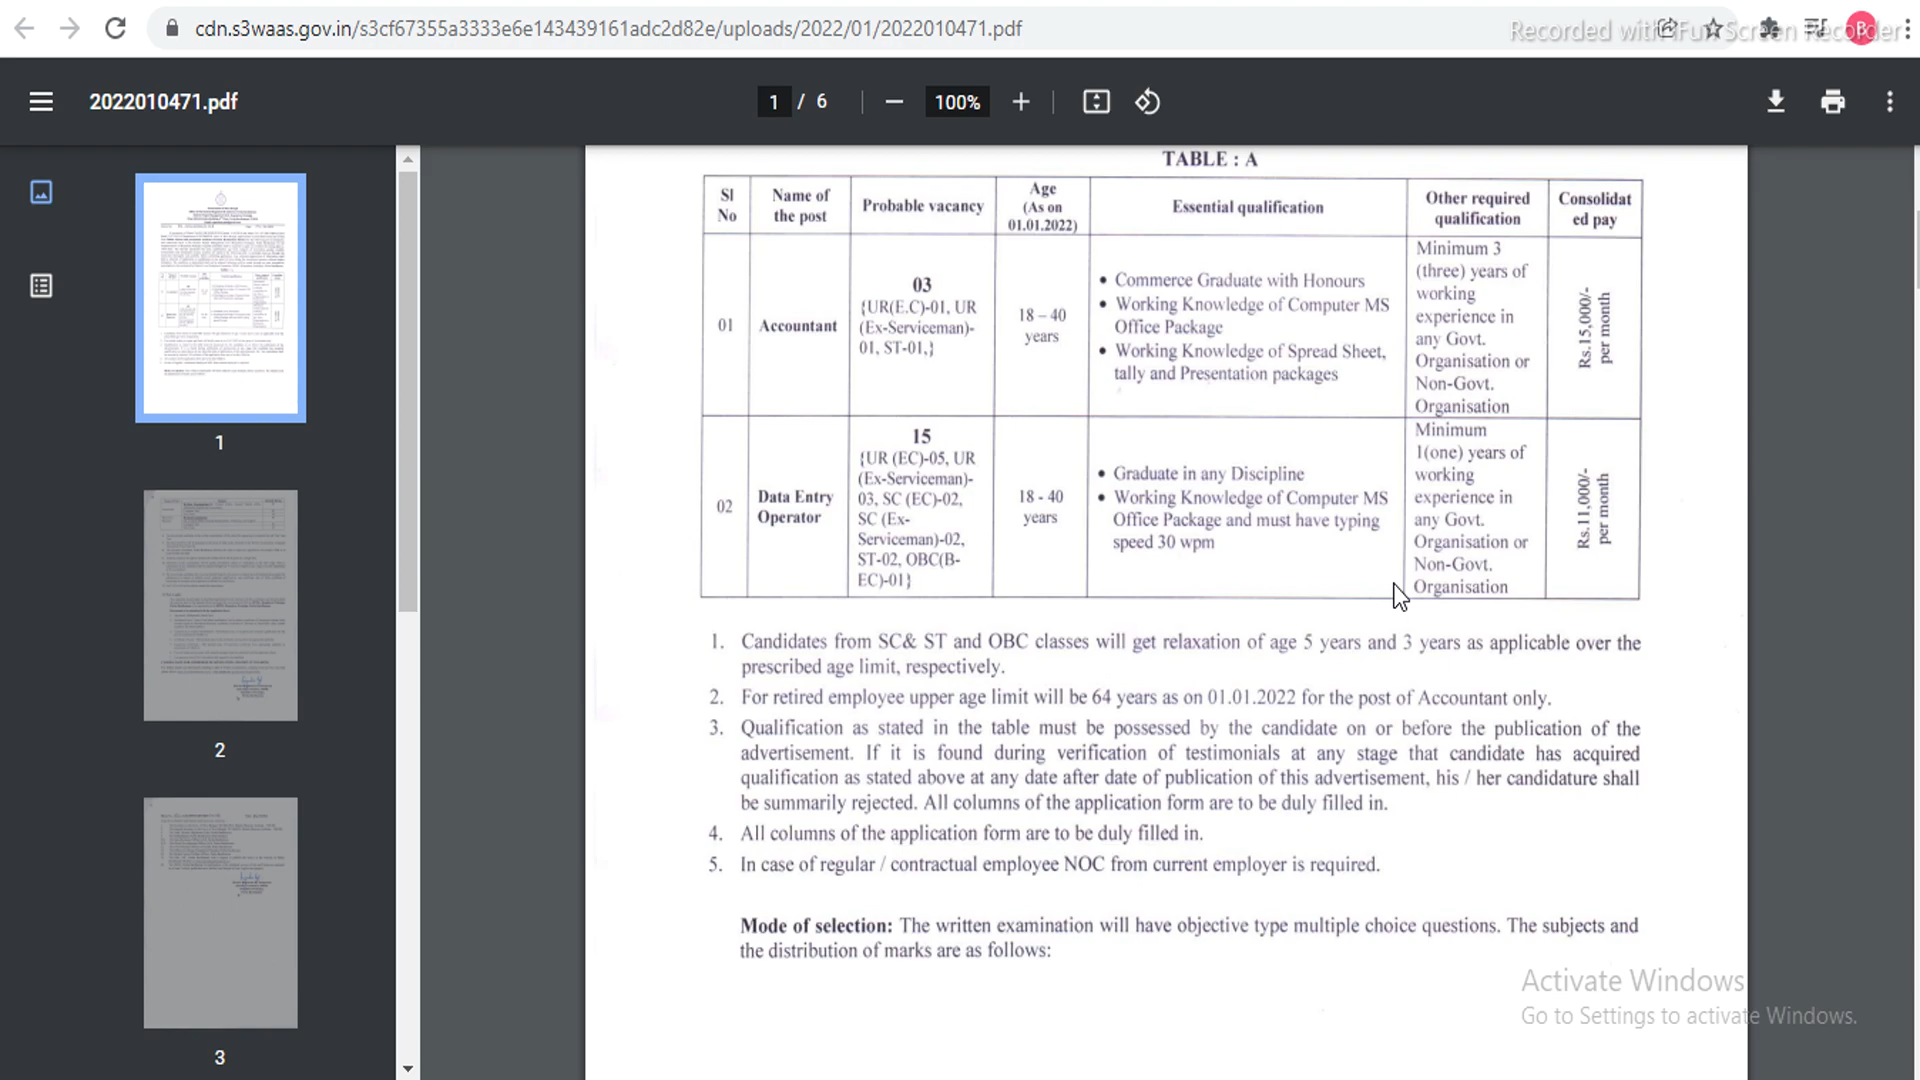 cdn.s3waas.gov.in/s3cf67355a3333e6e143439161adc2d82e/uploads/2022/01/2022010471.pdf
Recorded with iFun Screen Recorder
B
2022010471.pdf
1 / 6
100%
TABLE : A
Sl No
Name of the post
Probable vacancy
Age (As on 01.01.2022)
Essential qualification
Other required qualification
Consolidat ed pay
01
Accountant
03
{UR(E.C)-01, UR
(Ex-Serviceman)-
01, ST-01,}
18 – 40
years
• Commerce Graduate with Honours
• Working Knowledge of Computer MS
Office Package
• Working Knowledge of Spread Sheet,
tally and Presentation packages
Minimum 3
(three) years of
working
experience in
any Govt.
Organisation or
Non-Govt.
Organisation
Rs.15,000/-
per month
02
Data Entry
Operator
15
{UR (EC)-05, UR
(Ex-Serviceman)-
03, SC (EC)-02,
SC (Ex-
Serviceman)-02,
ST-02, OBC(B-
EC)-01}
18 - 40
years
• Graduate in any Discipline
• Working Knowledge of Computer MS
Office Package and must have typing
speed 30 wpm
Minimum
1(one) years of
working
experience in
any Govt.
Organisation or
Non-Govt.
Organisation
Rs.11,000/-
per month
1. Candidates from SC& ST and OBC classes will get relaxation of age 5 years and 3 years as applicable over the
prescribed age limit, respectively.
2. For retired employee upper age limit will be 64 years as on 01.01.2022 for the post of Accountant only.
3. Qualification as stated in the table must be possessed by the candidate on or before the publication of the
advertisement. If it is found during verification of testimonials at any stage that candidate has acquired
qualification as stated above at any date after date of publication of this advertisement, his / her candidature shall
be summarily rejected. All columns of the application form are to be duly filled in.
4. All columns of the application form are to be duly filled in.
5. In case of regular / contractual employee NOC from current employer is required.
Mode of selection: The written examination will have objective type multiple choice questions. The subjects and
the distribution of marks are as follows:
1
2
3
Activate Windows
Go to Settings to activate Windows.